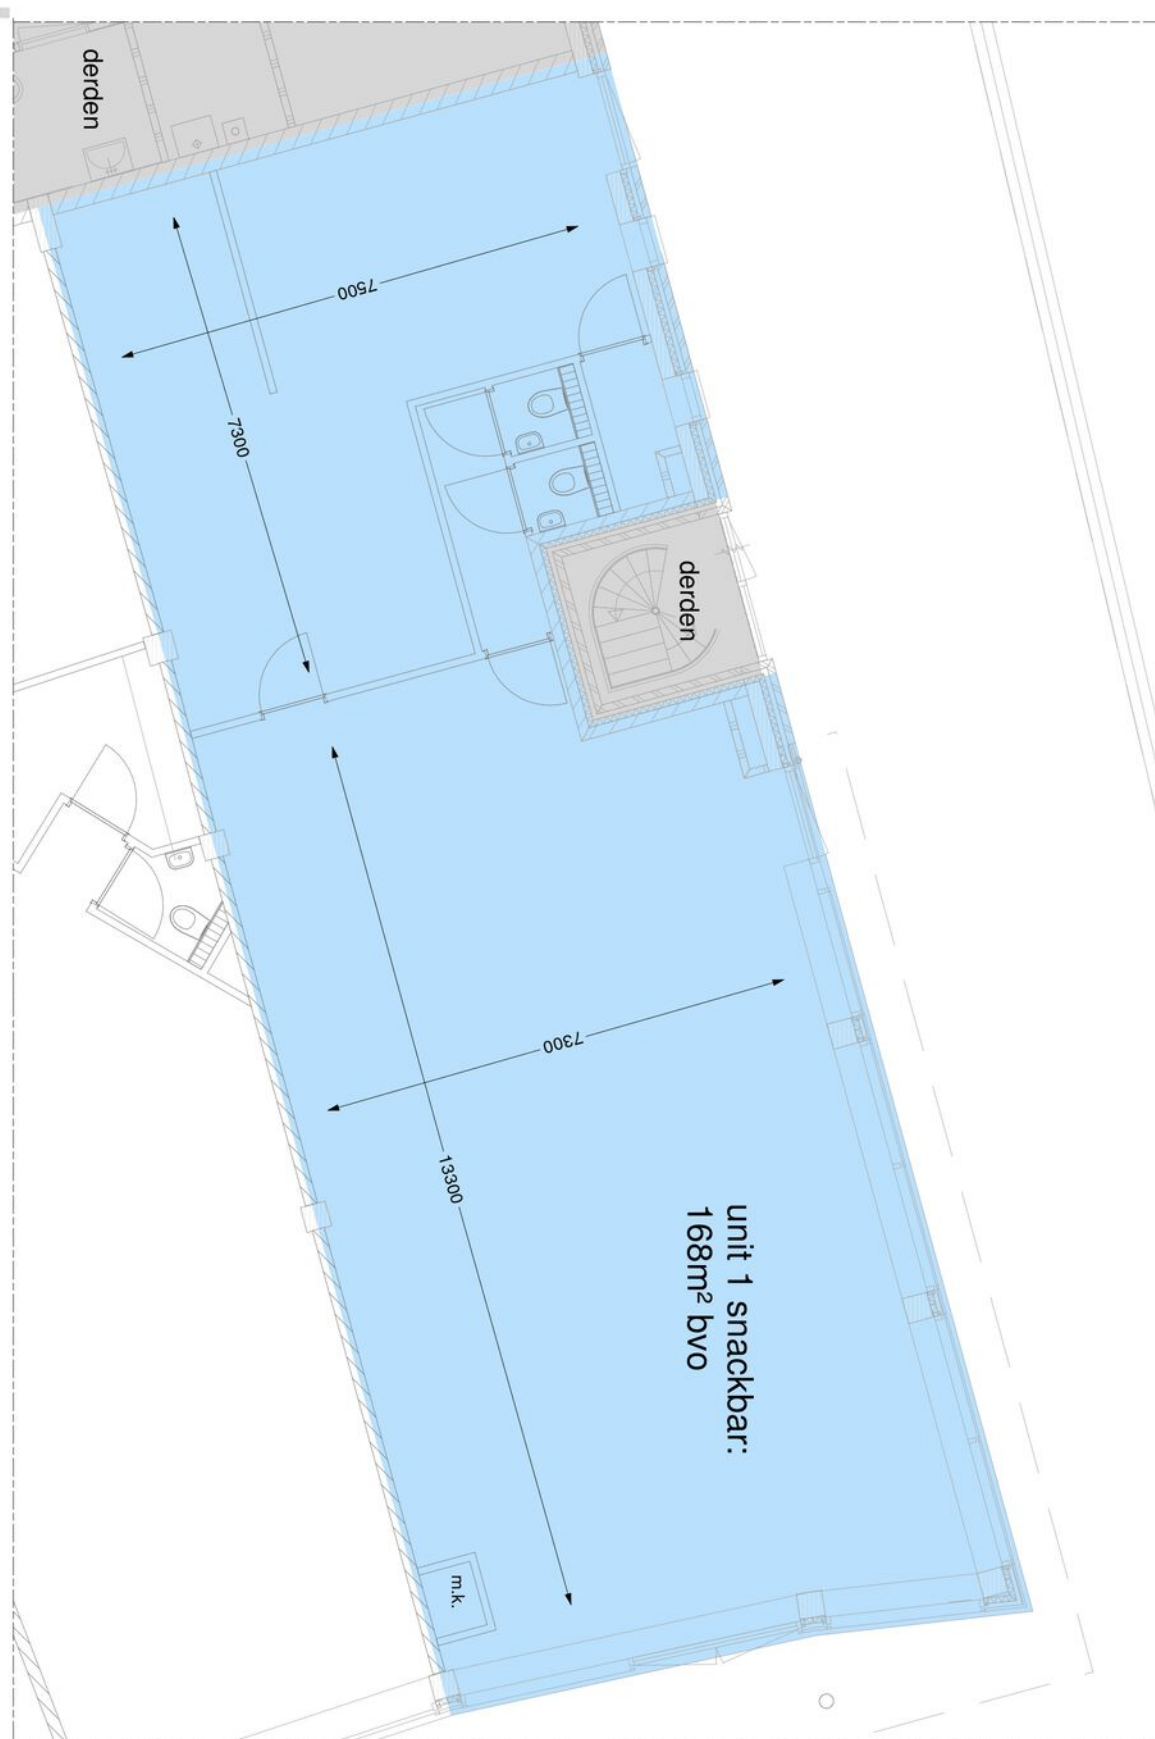 derden
7500
7300
derden
7300
13300
unit 1 snackbar:
168m² bvo
m.k.